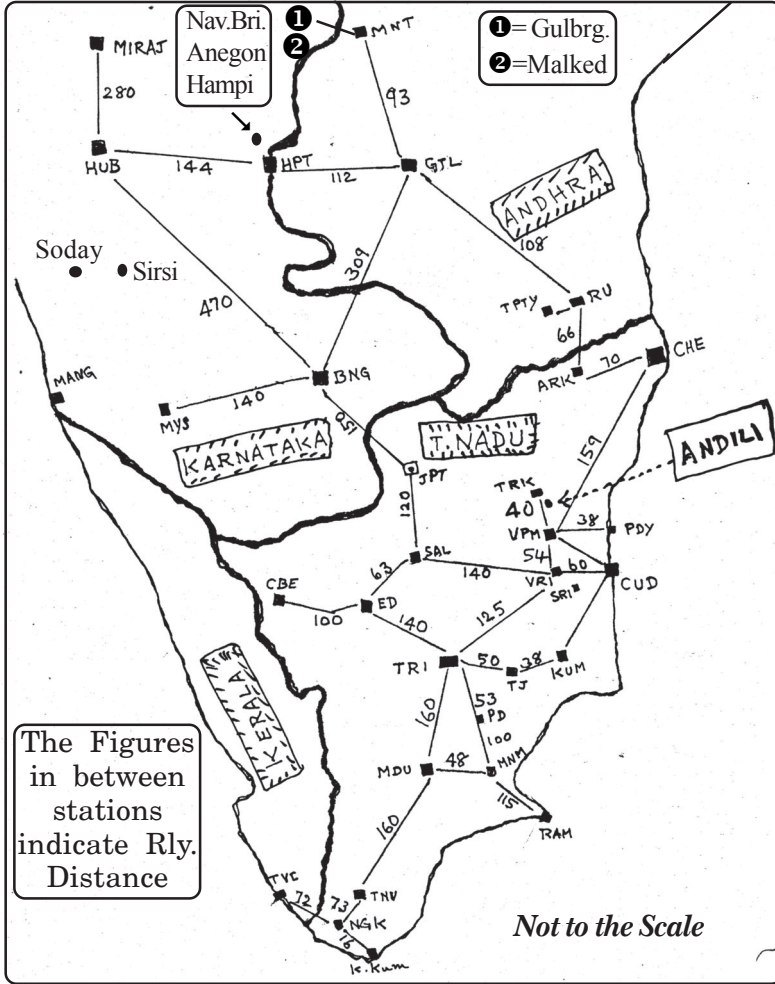 Nav.Bri.
Anegon
Hampi
❶
❷
MNT
❶= Gulbrg.
❷=Malked
MIRAJ
280
93
HUB
144
HPT
112
GTL
ANDHRA
108
Soday
Sirsi
309
470
TPTY
RU
66
MANG
BNG
ARK
70
CHE
MYS
140
150
KARNATAKA
T.NADU
159
ANDILI
JPT
TRK
40
120
VPM
38
PDY
54
SAL
63
140
VRI
60
CUD
SRI
CBE
100
ED
140
125
TRI
50
TJ
38
KUM
KERALA
160
53
PD
100
The Figures
in between
stations
indicate Rly.
Distance
MDU
48
MNM
115
RAM
160
TVC
72
73
TNV
NGK
16
K.Kum
Not to the Scale